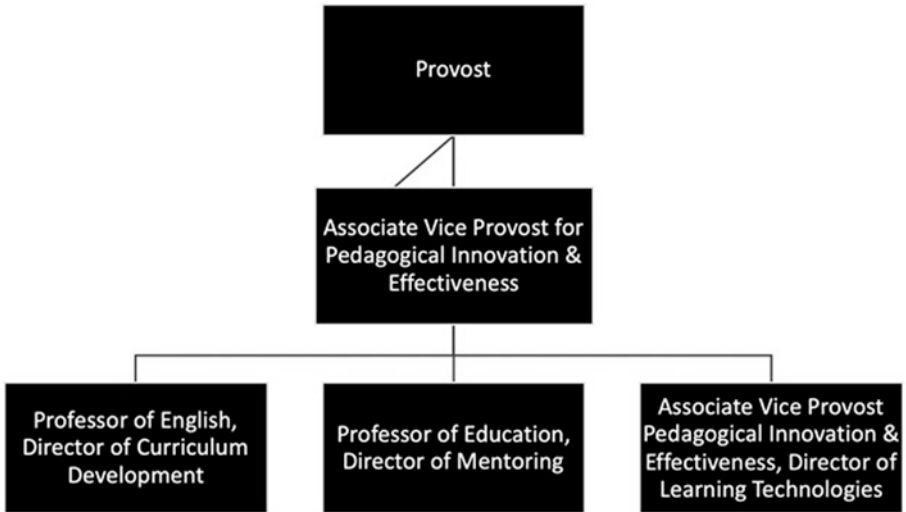 Provost
Associate Vice Provost for
Pedagogical Innovation &
Effectiveness
Professor of English,
Director of Curriculum
Development
Professor of Education,
Director of Mentoring
Associate Vice Provost
Pedagogical Innovation &
Effectiveness, Director of
Learning Technologies